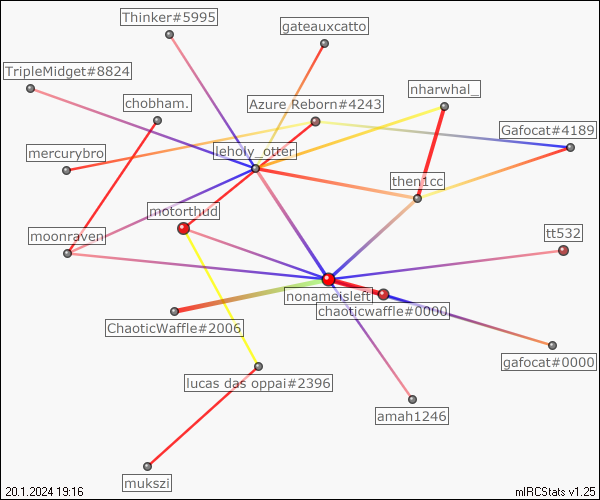 Thinker#5995
gateauxcatto
TripleMidget#8824
nharwhal_
chobham.
Azure Reborn#4243
Gafocat#4189
mercurybro
leholy_otter
then1cc
motorthud
moonraven
tt532
nonameisleft
chaoticwaffle#0000
ChaoticWaffle#2006
gafocat#0000
lucas das oppai#2396
amah1246
mukszi
20.1.2024 19:16
mIRCStats v1.25